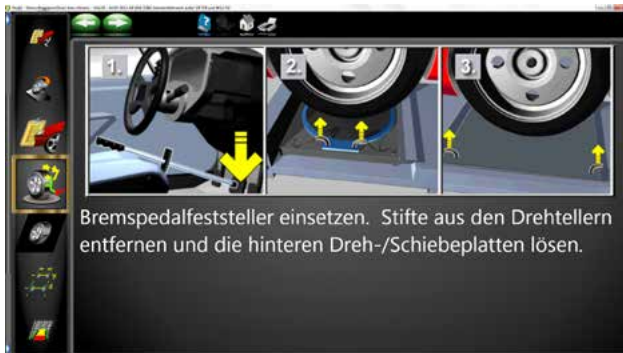 1.
2.
3.
Bremspedalfeststeller einsetzen. Stifte aus den Drehtellern
entfernen und die hinteren Dreh-/Schiebeplatten lösen.